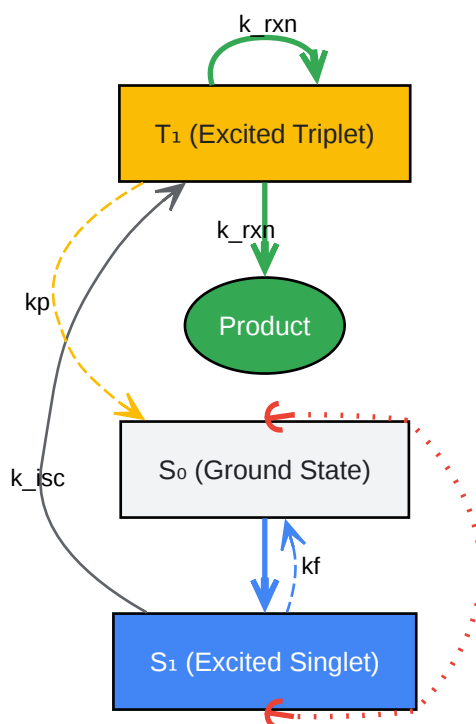 k_rxn
T₁ (Excited Triplet)
k_rxn
kp
Product
k_isc
S₀ (Ground State)
kf
S₁ (Excited Singlet)